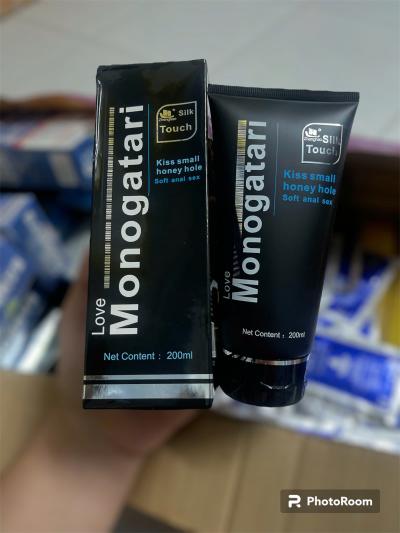 Love
Monogatari
Silk
Touch
Kiss small
honey hole
Soft anal sex
Net Content : 200ml
Love
Monogatari
Silk
Touch
Kiss small
honey hole
Soft anal sex
Net Content : 200ml
PhotoRoom